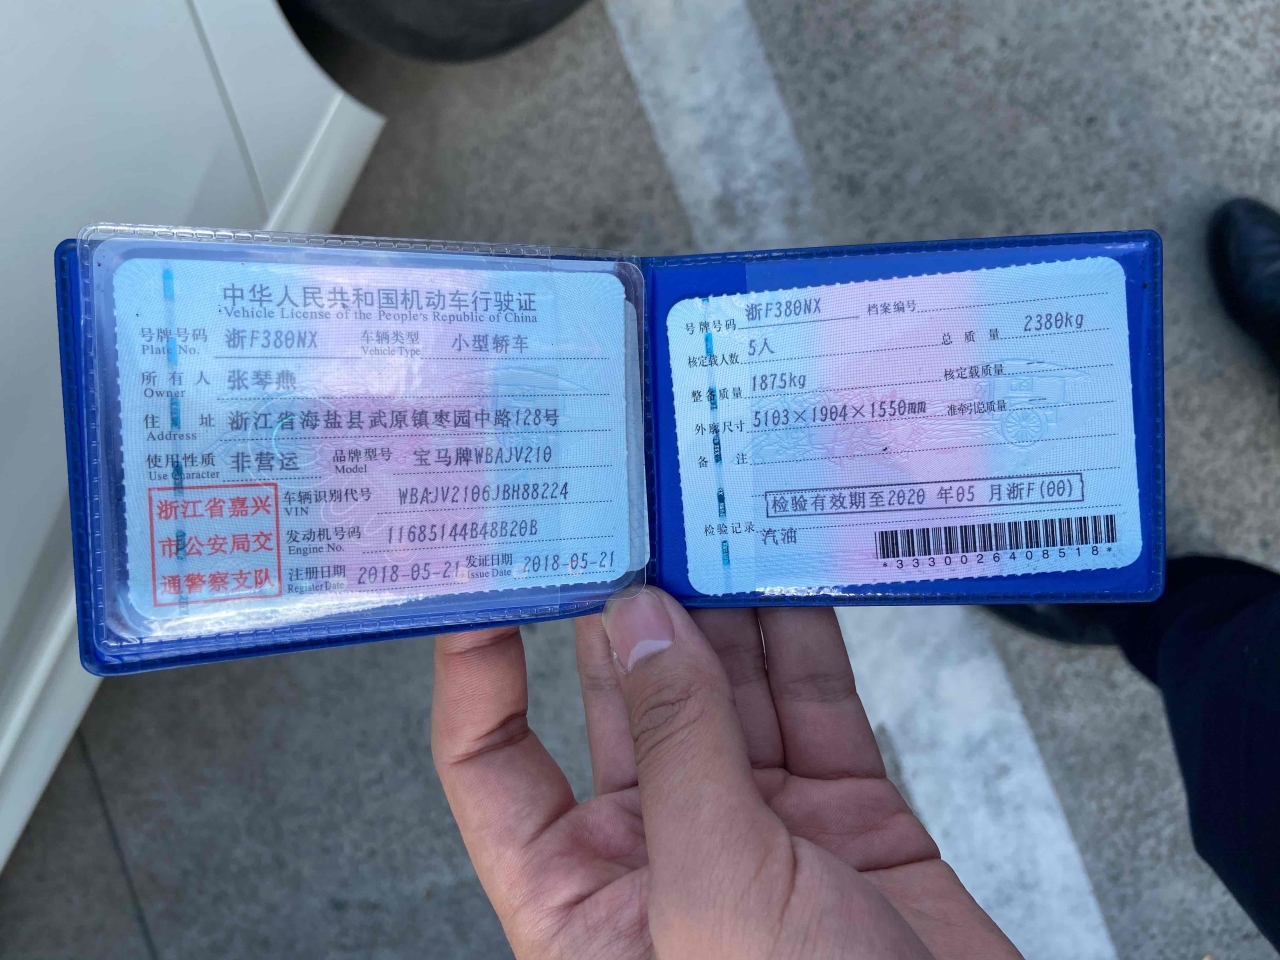 中华人民共和国机动车行驶证
Vehicle License of the People's Republic of China
号牌号码 浙F380NX 车辆类型 小型轿车
Plate No. Vehicle Type
所有人 张琴燕
Owner
住址 浙江省海盐县武原镇枣园中路128号
Address
使用性质 非营运 品牌型号 宝马牌WBAJV210
Use Character Model
浙江省嘉兴
市公安局交
通警察支队
车辆识别代号 WBAJV2106JBH88224
VIN
发动机号码 11685144B48B20B
Engine No.
注册日期 2018-05-21 发证日期 2018-05-21
Register Date Issue Date
号牌号码 浙F380NX 档案编号
核定载人数 5人 总质量 2380kg
整备质量 1875kg 核定载质量
外廓尺寸 5103×1904×1550mm 准牵引总质量
备注
检验有效期至2020 年05 月浙F(00)
检验记录 汽油
*3330026408518*